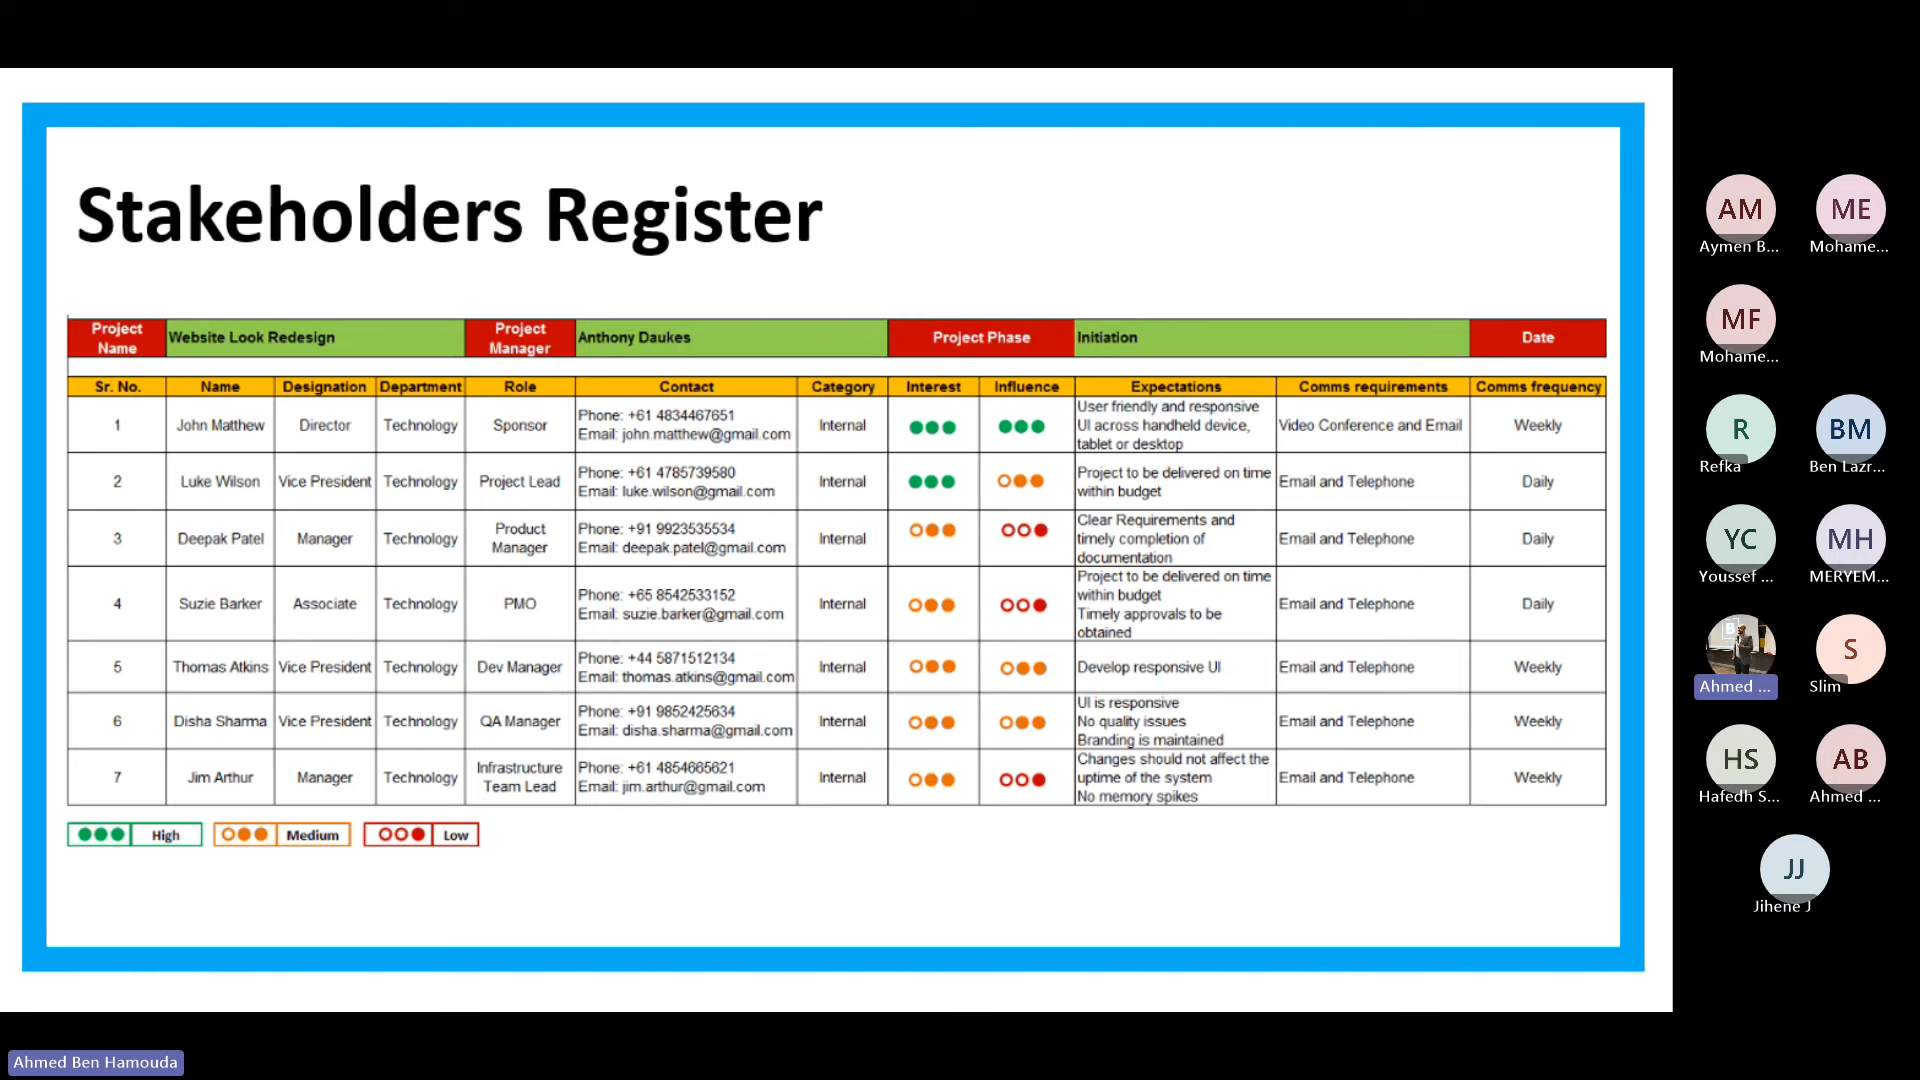 Stakeholders Register
Project Name Website Look Redesign Project Manager Anthony Daukes Project Phase Initiation Date
Sr. No. Name Designation Department Role Contact Category Interest Influence Expectations Comms requirements Comms frequency
1 John Matthew Director Technology Sponsor Phone: +61 4834467651 Email: john.matthew@gmail.com Internal User friendly and responsive UI across handheld device, tablet or desktop Video Conference and Email Weekly
2 Luke Wilson Vice President Technology Project Lead Phone: +61 4785739580 Email: luke.wilson@gmail.com Internal Project to be delivered on time within budget Email and Telephone Daily
3 Deepak Patel Manager Technology Product Manager Phone: +91 9923535534 Email: deepak.patel@gmail.com Internal Clear Requirements and timely completion of documentation Email and Telephone Daily
4 Suzie Barker Associate Technology PMO Phone: +65 8542533152 Email: suzie.barker@gmail.com Internal Project to be delivered on time within budget Timely approvals to be obtained Email and Telephone Daily
5 Thomas Atkins Vice President Technology Dev Manager Phone: +44 5871512134 Email: thomas.atkins@gmail.com Internal Develop responsive UI Email and Telephone Weekly
6 Disha Sharma Vice President Technology QA Manager Phone: +91 9852425634 Email: disha.sharma@gmail.com Internal UI is responsive No quality issues Branding is maintained Email and Telephone Weekly
7 Jim Arthur Manager Technology Infrastructure Team Lead Phone: +61 4854665621 Email: jim.arthur@gmail.com Internal Changes should not affect the uptime of the system No memory spikes Email and Telephone Weekly
High Medium Low
AM ME
Aymen B... Mohame...
MF
Mohame...
R BM
Refka Ben Lazr...
YC MH
Youssef ... MERYEM...
S
Ahmed ... Slim
HS AB
Hafedh S... Ahmed ...
JJ
Jihene J
Ahmed Ben Hamouda